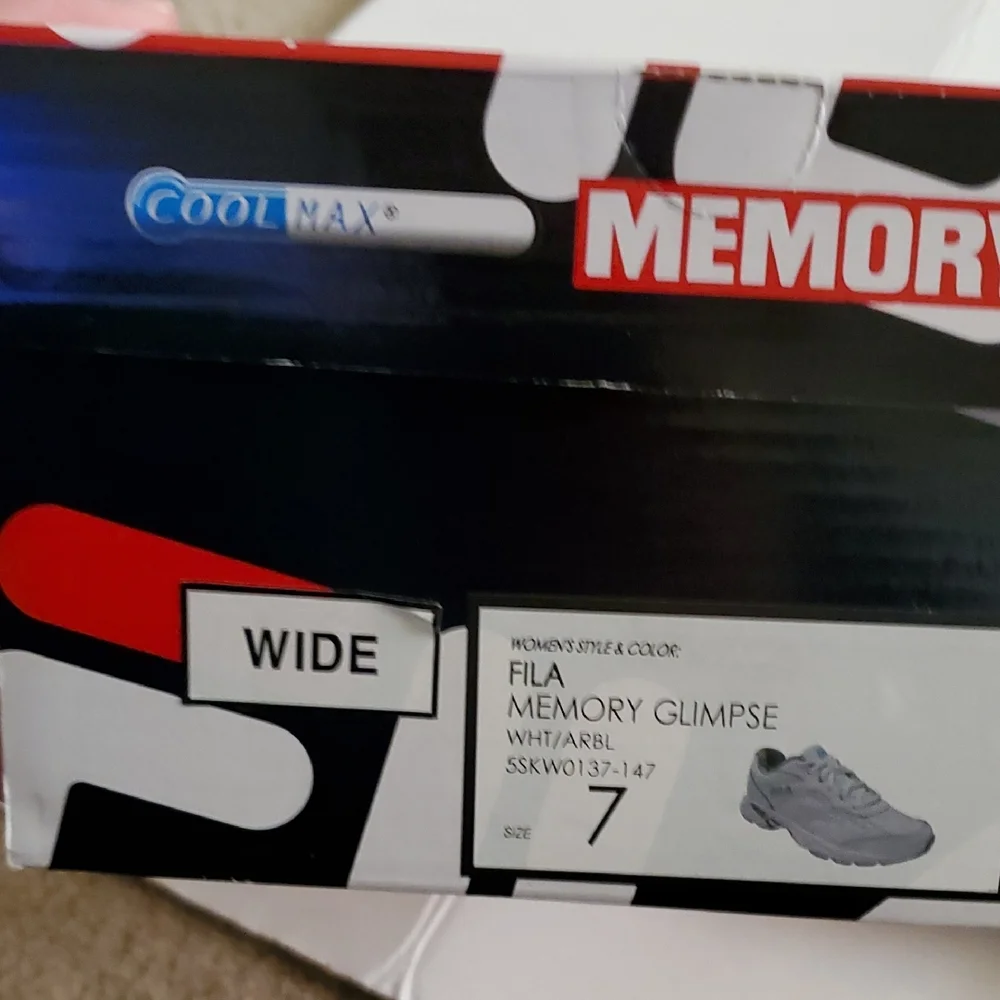 COOLMAX®
MEMORY
WIDE
WOMEN'S STYLE & COLOR:
FILA
MEMORY GLIMPSE
WHT/ARBL
5SKW0137-147
SIZE 7